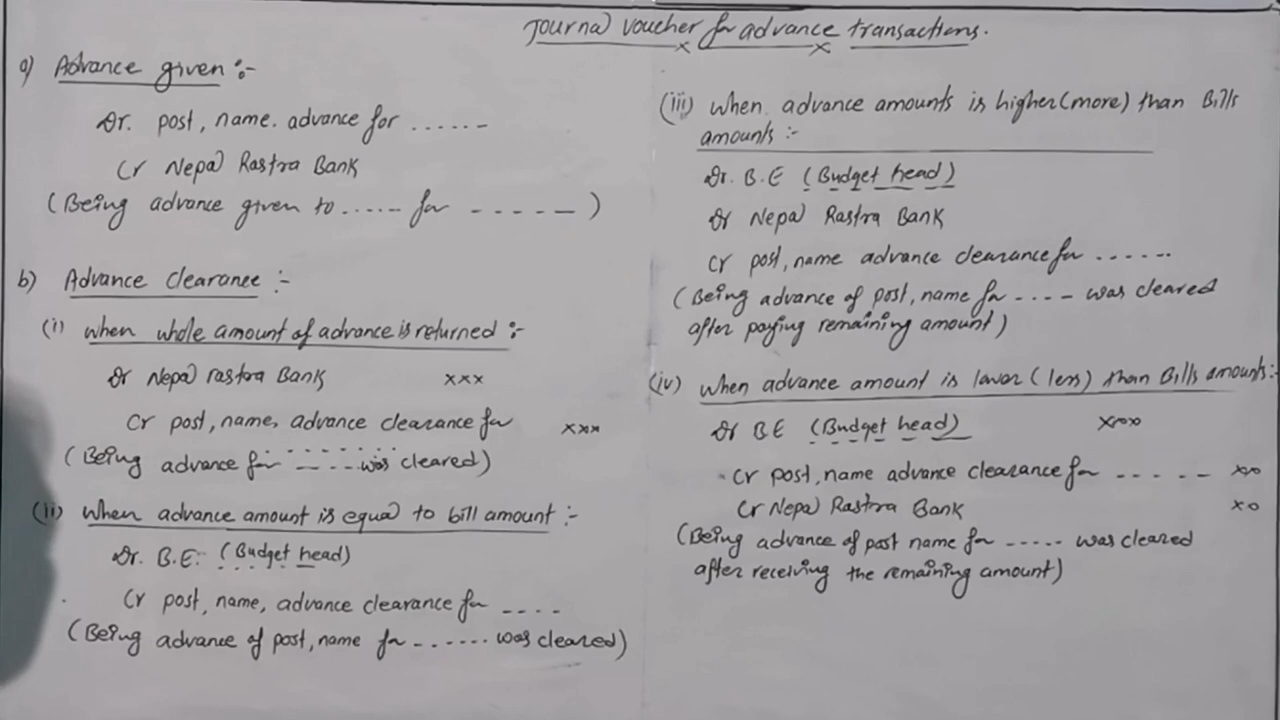 Journal voucher for advance transactions.
a) Advance given :-
Dr. post, name. advance for ......
Cr Nepal Rastra Bank
(Being advance given to ...... for ------)
b) Advance clearance :-
(i) when whole amount of advance is returned :-
Dr Nepal rastra Bank xxx
Cr post, name, advance clearance for ...... xxx
(Being advance for ...... was cleared)
(ii) when advance amount is equal to bill amount :-
Dr. B.E. (Budget head)
Cr post, name, advance clearance for ....
(Being advance of post, name for ...... was cleared)
(iii) when advance amounts is higher (more) than Bills
amounts :-
Dr. B.E (Budget head)
Dr Nepal Rastra Bank
Cr post, name advance clearance for ......
(Being advance of post, name for .... was cleared
after paying remaining amount)
(iv) when advance amount is lower (less) than Bills amounts :-
Dr B.E (Budget head) xxxx
Cr post, name advance clearance for ..... xx
Cr Nepal Rastra Bank xx
(Being advance of post name for ..... was cleared
after receiving the remaining amount)